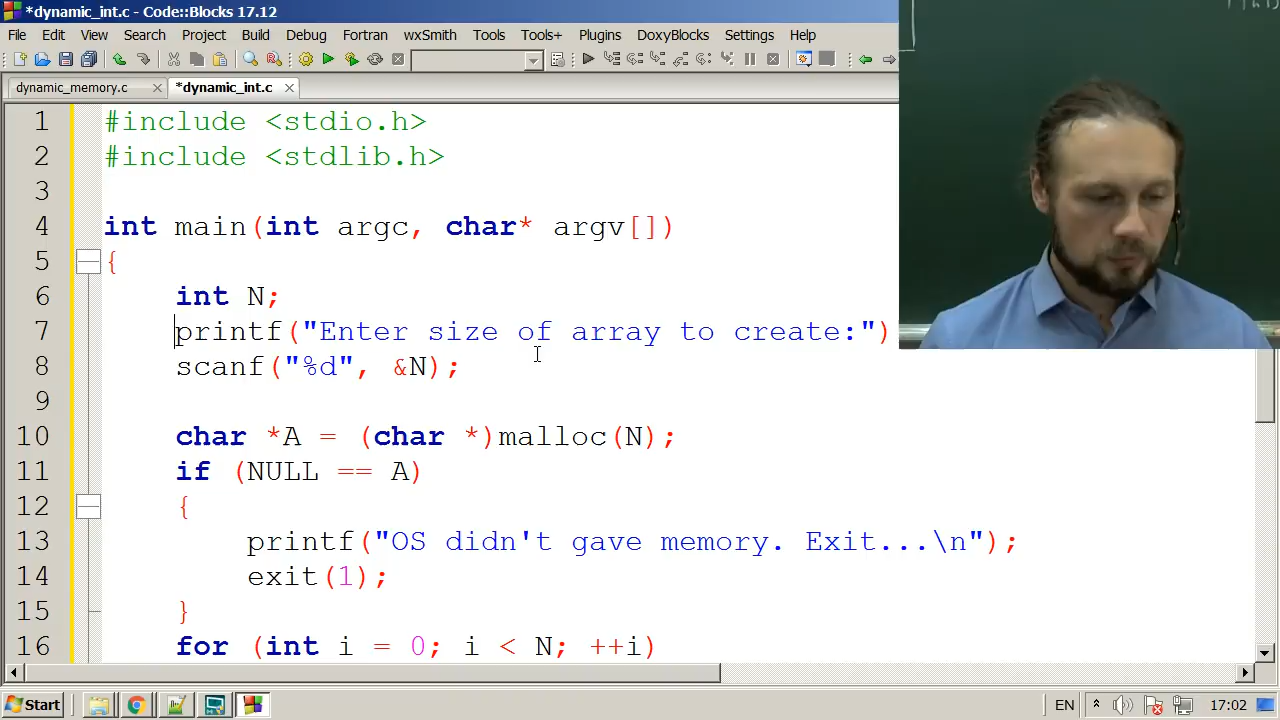 *dynamic_int.c - Code::Blocks 17.12
File Edit View Search Project Build Debug Fortran wxSmith Tools Tools+ Plugins DoxyBlocks Settings Help
dynamic_memory.c *dynamic_int.c
1 #include <stdio.h>
2 #include <stdlib.h>
3
4 int main(int argc, char* argv[])
5 {
6 int N;
7 printf("Enter size of array to create:")
8 scanf("%d", &N);
9
10 char *A = (char *)malloc(N);
11 if (NULL == A)
12 {
13 printf("OS didn't gave memory. Exit...\n");
14 exit(1);
15 }
16 for (int i = 0; i < N; ++i)
Start EN 17:02